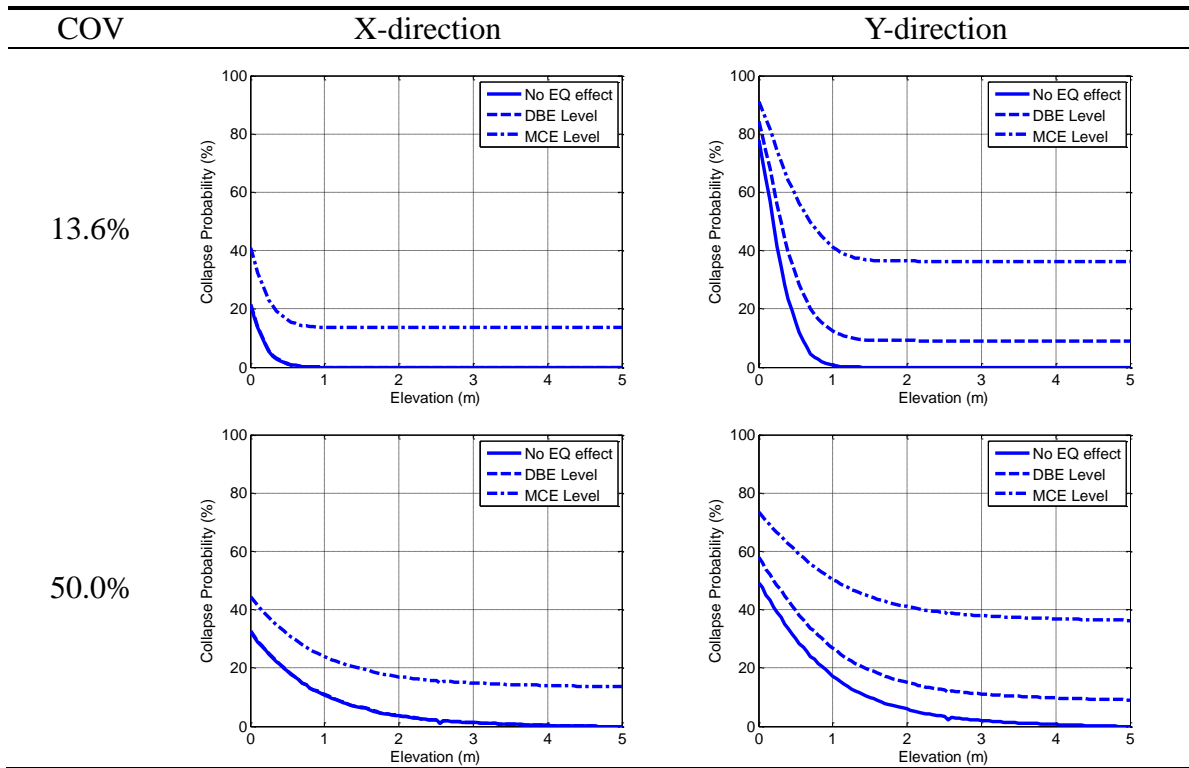 COV X-direction Y-direction
13.6%
Collapse Probability (%)
100
80
60
40
20
0
0 1 2 3 4 5
Elevation (m)
No EQ effect
DBE Level
MCE Level
Collapse Probability (%)
100
80
60
40
20
0
0 1 2 3 4 5
Elevation (m)
No EQ effect
DBE Level
MCE Level
50.0%
Collapse Probability (%)
100
80
60
40
20
0
0 1 2 3 4 5
Elevation (m)
No EQ effect
DBE Level
MCE Level
Collapse Probability (%)
100
80
60
40
20
0
0 1 2 3 4 5
Elevation (m)
No EQ effect
DBE Level
MCE Level